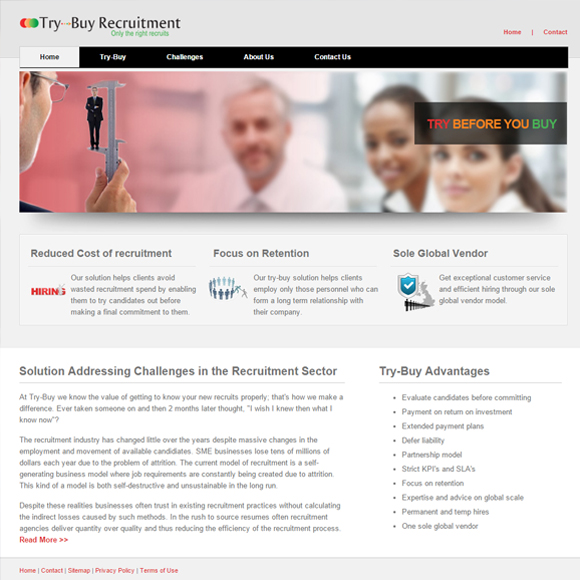 Try-Buy Recruitment
Only the right recruits
Home | Contact
Home Try-Buy Challenges About Us Contact Us
TRY BEFORE YOU BUY
Reduced Cost of recruitment
HIRING
Our solution helps clients avoid
wasted recruitment spend by enabling
them to try candidates out before
making a final commitment to them.
Focus on Retention
Our try-buy solution helps clients
employ only those personnel who can
form a long term relationship with
their company.
Sole Global Vendor
Get exceptional customer service
and efficient hiring through our sole
global vendor model.
Solution Addressing Challenges in the Recruitment Sector
At Try-Buy we know the value of getting to know your new recruits properly; that's how we make a
difference. Ever taken someone on and then 2 months later thought, "I wish I knew then what I
know now"?
The recruitment industry has changed little over the years despite massive changes in the
employment and movement of available candidates. SME businesses lose tens of millions of
dollars each year due to the problem of attrition. The current model of recruitment is a self-
generating business model where job requirements are constantly being created due to attrition.
This kind of a model is both self-destructive and unsustainable in the long run.
Despite these realities businesses often trust in existing recruitment practices without calculating
the indirect losses caused by such methods. In the rush to source resumes often recruitment
agencies deliver quantity over quality and thus reducing the efficiency of the recruitment process.
Read More >>
Try-Buy Advantages
Evaluate candidates before committing
Payment on return on investment
Extended payment plans
Defer liability
Partnership model
Strict KPI's and SLA's
Focus on retention
Expertise and advice on global scale
Permanent and temp hires
One sole global vendor
Home | Contact | Sitemap | Privacy Policy | Terms of Use